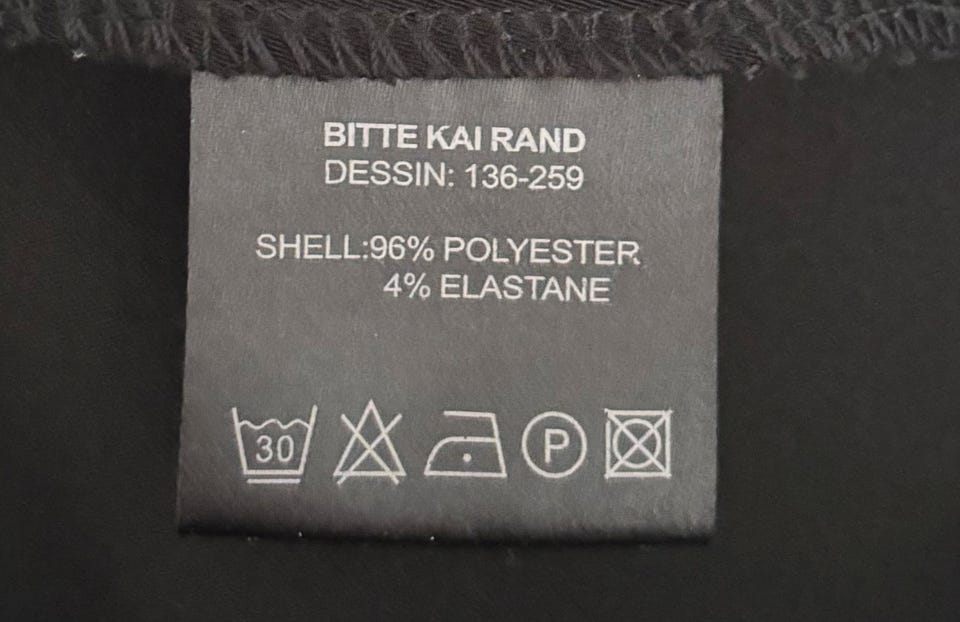 BITTE KAI RAND
DESSIN: 136-259
SHELL:96% POLYESTER
4% ELASTANE
30 P